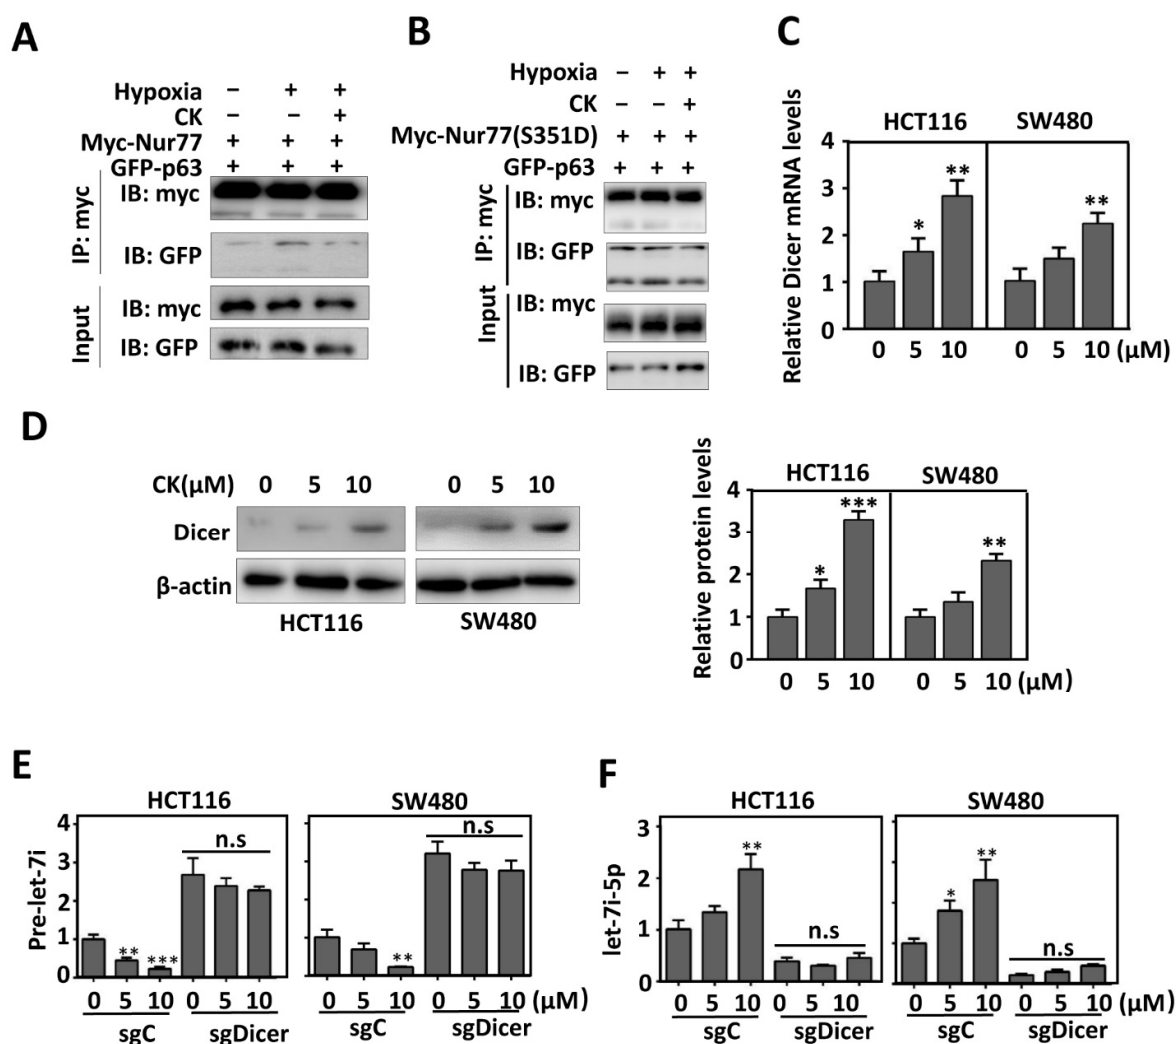 A
Hypoxia – + +
CK – – +
Myc-Nur77 + + +
GFP-p63 + + +
IP: myc
IB: myc
IB: GFP
Input
IB: myc
IB: GFP
B
Hypoxia – + +
CK – – +
Myc-Nur77(S351D) + + +
GFP-p63 + + +
IP: myc
IB: myc
IB: GFP
Input
IB: myc
IB: GFP
C
HCT116 SW480
Relative Dicer mRNA levels
4
3
2
1
0
* ** **
0 5 10 0 5 10 (μM)
D
CK(μM) 0 5 10 0 5 10
Dicer
β-actin
HCT116 SW480
HCT116 SW480
Relative protein levels
4
3
2
1
0
* *** **
0 5 10 0 5 10 (μM)
E
HCT116 SW480
Pre-let-7i
4
3
2
1
0
** *** n.s ** n.s
0 5 10 0 5 10 0 5 10 0 5 10 (μM)
sgC sgDicer sgC sgDicer
F
HCT116 SW480
let-7i-5p
3
2
1
0
** n.s * ** n.s
0 5 10 0 5 10 0 5 10 0 5 10 (μM)
sgC sgDicer sgC sgDicer